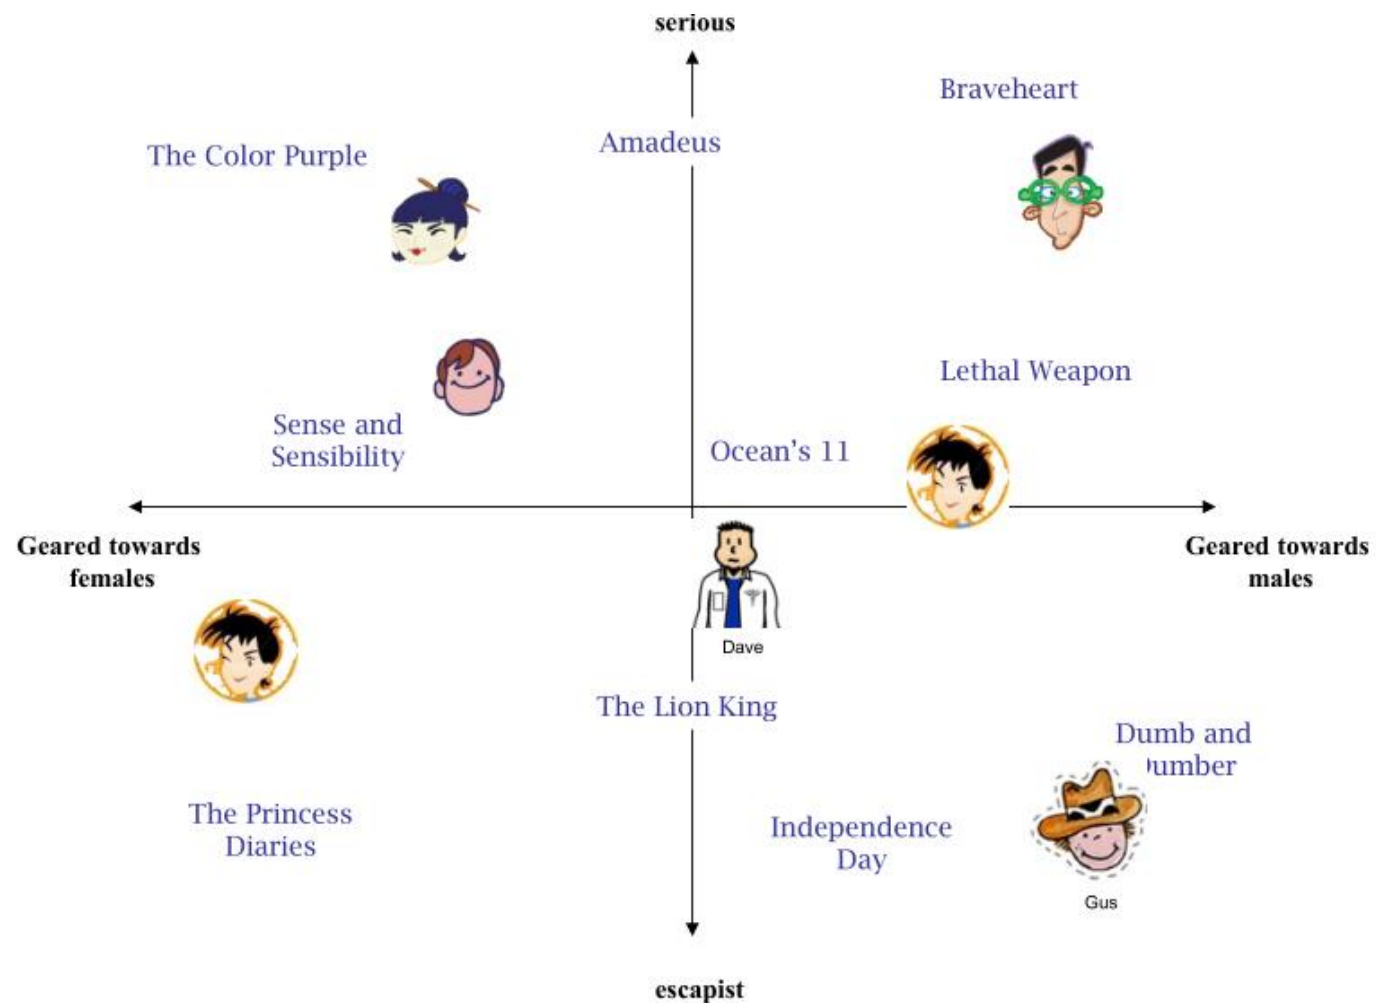 serious
Braveheart
Amadeus
The Color Purple
Lethal Weapon
Sense and
Sensibility
Ocean's 11
Geared towards
females
Geared towards
males
Dave
The Lion King
Dumb and
umber
The Princess
Diaries
Independence
Day
Gus
escapist